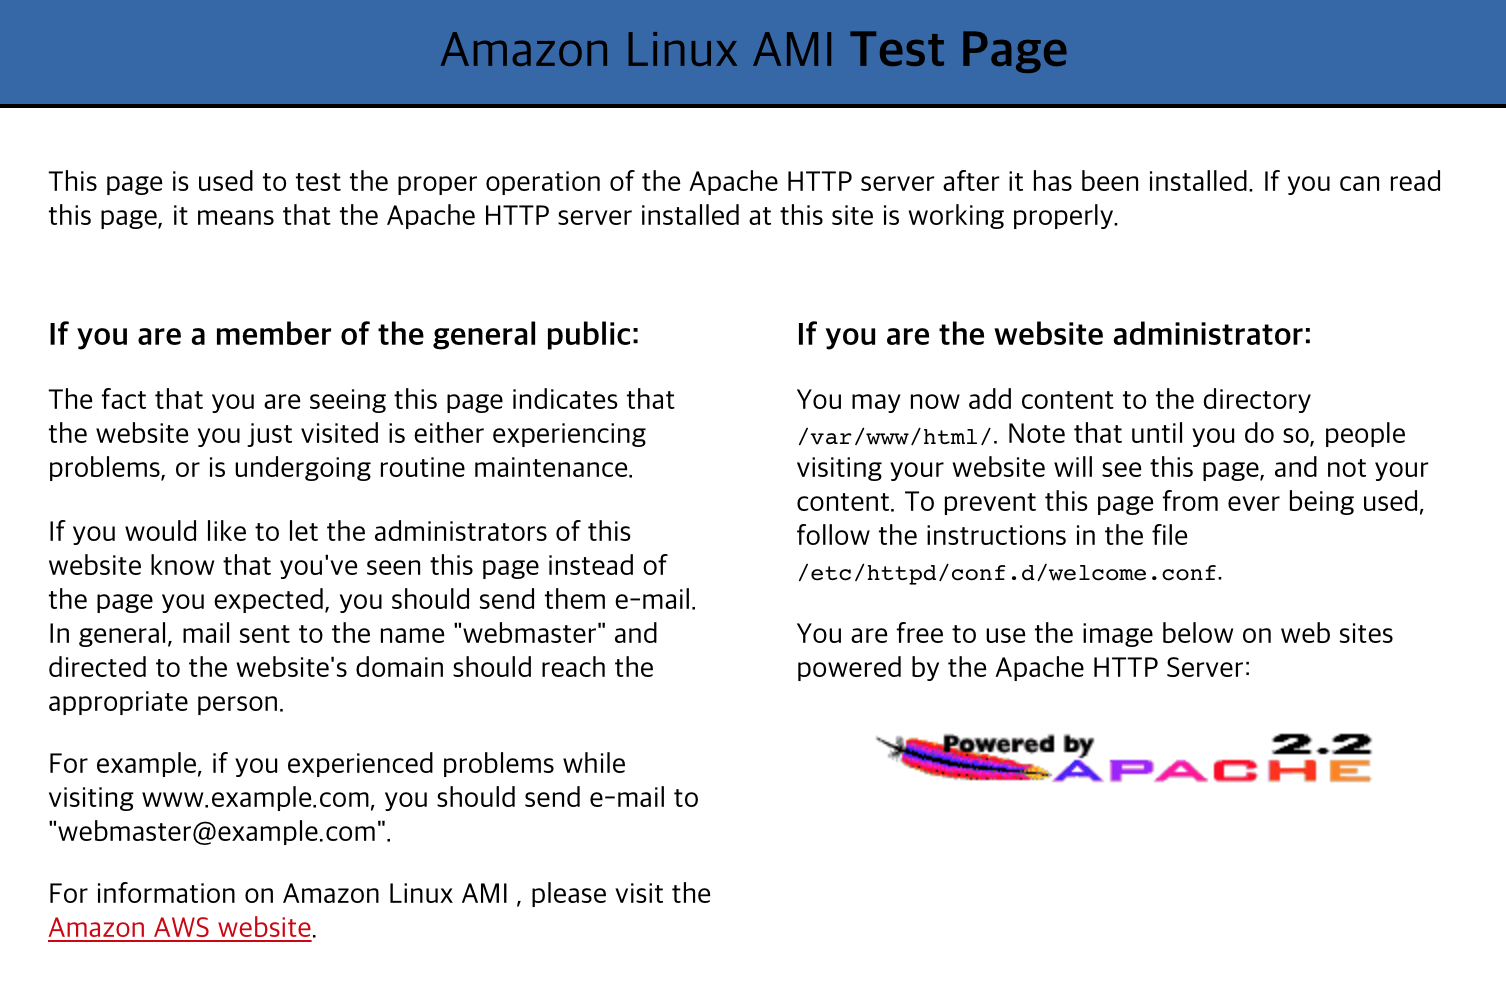 Amazon Linux AMI Test Page
This page is used to test the proper operation of the Apache HTTP server after it has been installed. If you can read
this page, it means that the Apache HTTP server installed at this site is working properly.
If you are a member of the general public:
The fact that you are seeing this page indicates that
the website you just visited is either experiencing
problems, or is undergoing routine maintenance.
If you would like to let the administrators of this
website know that you've seen this page instead of
the page you expected, you should send them e-mail.
In general, mail sent to the name "webmaster" and
directed to the website's domain should reach the
appropriate person.
For example, if you experienced problems while
visiting www.example.com, you should send e-mail to
"webmaster@example.com".
For information on Amazon Linux AMI , please visit the
Amazon AWS website.
If you are the website administrator:
You may now add content to the directory
/var/www/html/. Note that until you do so, people
visiting your website will see this page, and not your
content. To prevent this page from ever being used,
follow the instructions in the file
/etc/httpd/conf.d/welcome.conf.
You are free to use the image below on web sites
powered by the Apache HTTP Server:
Powered by 2.2
APACHE